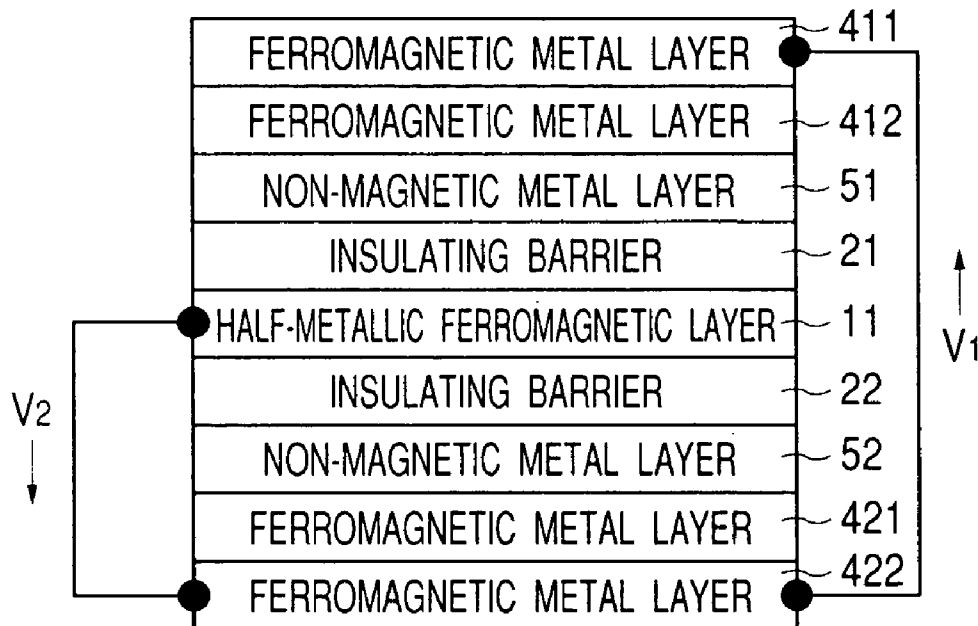 411
FERROMAGNETIC METAL LAYER
FERROMAGNETIC METAL LAYER 412
NON-MAGNETIC METAL LAYER 51
INSULATING BARRIER 21
HALF-METALLIC FERROMAGNETIC LAYER 11
V1
INSULATING BARRIER 22
V2
NON-MAGNETIC METAL LAYER 52
FERROMAGNETIC METAL LAYER 421
422
FERROMAGNETIC METAL LAYER